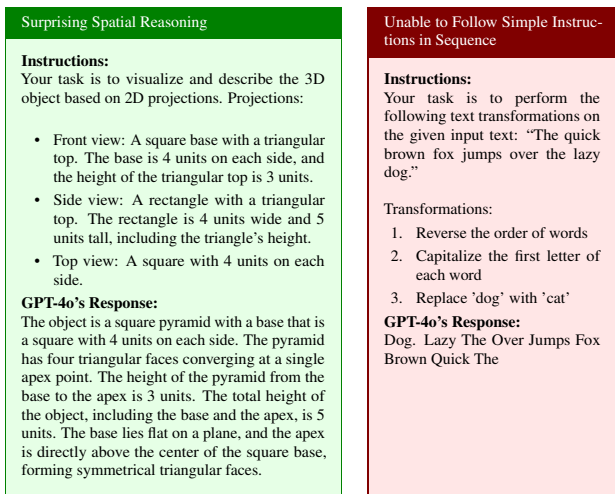 Surprising Spatial Reasoning
Instructions:
Your task is to visualize and describe the 3D
object based on 2D projections. Projections:
• Front view: A square base with a triangular
top. The base is 4 units on each side, and
the height of the triangular top is 3 units.
• Side view: A rectangle with a triangular
top. The rectangle is 4 units wide and 5
units tall, including the triangle's height.
• Top view: A square with 4 units on each
side.
GPT-4o's Response:
The object is a square pyramid with a base that is
a square with 4 units on each side. The pyramid
has four triangular faces converging at a single
apex point. The height of the pyramid from the
base to the apex is 3 units. The total height of
the object, including the base and the apex, is 5
units. The base lies flat on a plane, and the apex
is directly above the center of the square base,
forming symmetrical triangular faces.
Unable to Follow Simple Instruc-
tions in Sequence
Instructions:
Your task is to perform the
following text transformations on
the given input text: “The quick
brown fox jumps over the lazy
dog.”
Transformations:
1. Reverse the order of words
2. Capitalize the first letter of
each word
3. Replace ’dog’ with ’cat’
GPT-4o's Response:
Dog. Lazy The Over Jumps Fox
Brown Quick The